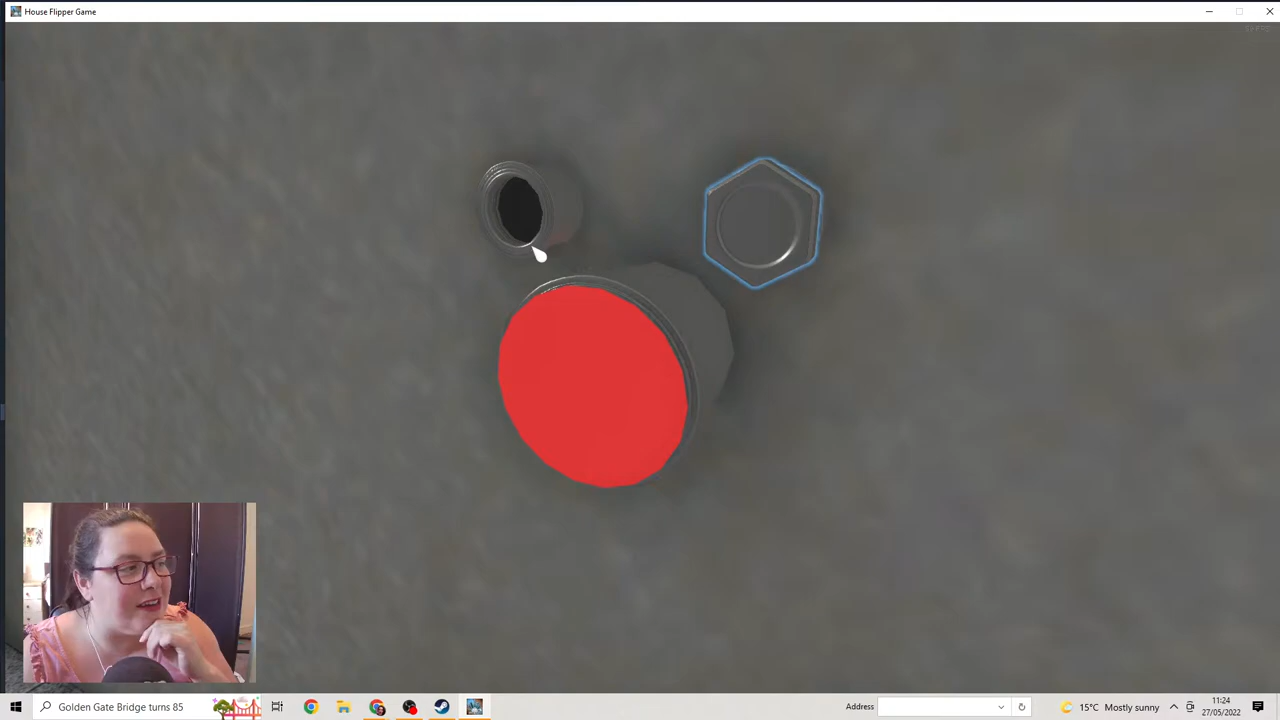 House Flipper Game
Golden Gate Bridge turns 85
Address
15°C Mostly sunny
11:24
27/05/2022